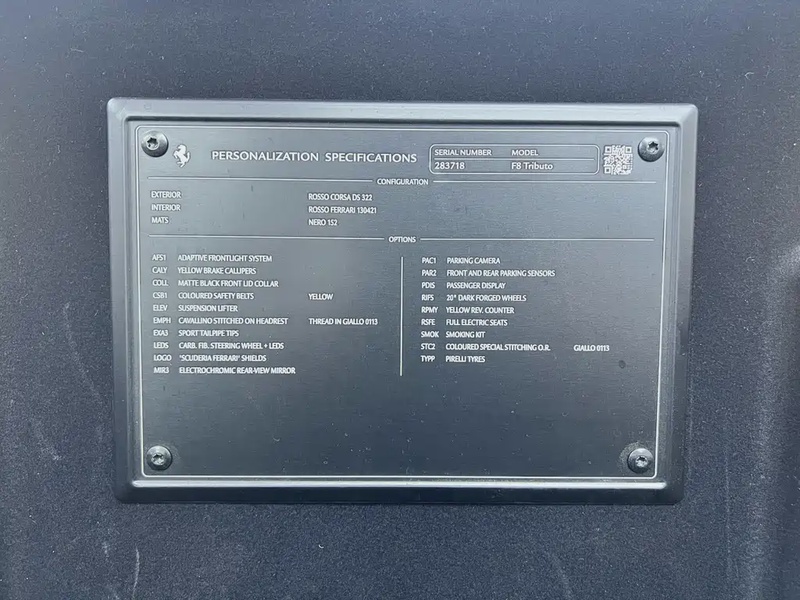 PERSONALIZATION SPECIFICATIONS
SERIAL NUMBER MODEL
283718 F8 Tributo
CONFIGURATION
EXTERIOR ROSSO CORSA DS 322
INTERIOR ROSSO FERRARI 130421
MATS NERO 152
OPTIONS
AFS1 ADAPTIVE FRONTLIGHT SYSTEM
CALY YELLOW BRAKE CALLIPERS
COLL MATTE BLACK FRONT LID COLLAR
CSB1 COLOURED SAFETY BELTS YELLOW
ELEV SUSPENSION LIFTER
EMPH CAVALLINO STITCHED ON HEADREST THREAD IN GIALLO 0113
EXA3 SPORT TAILPIPE TIPS
LEDS CARB. FIB. STEERING WHEEL + LEDS
LOGO "SCUDERIA FERRARI" SHIELDS
MIR3 ELECTROCHROMIC REAR-VIEW MIRROR
PAC1 PARKING CAMERA
PAR2 FRONT AND REAR PARKING SENSORS
PDIS PASSENGER DISPLAY
RIF5 20" DARK FORGED WHEELS
RPMY YELLOW REV. COUNTER
RSFE FULL ELECTRIC SEATS
SMOK SMOKING KIT
STC2 COLOURED SPECIAL STITCHING O.R. GIALLO 0113
TYPP PIRELLI TYRES